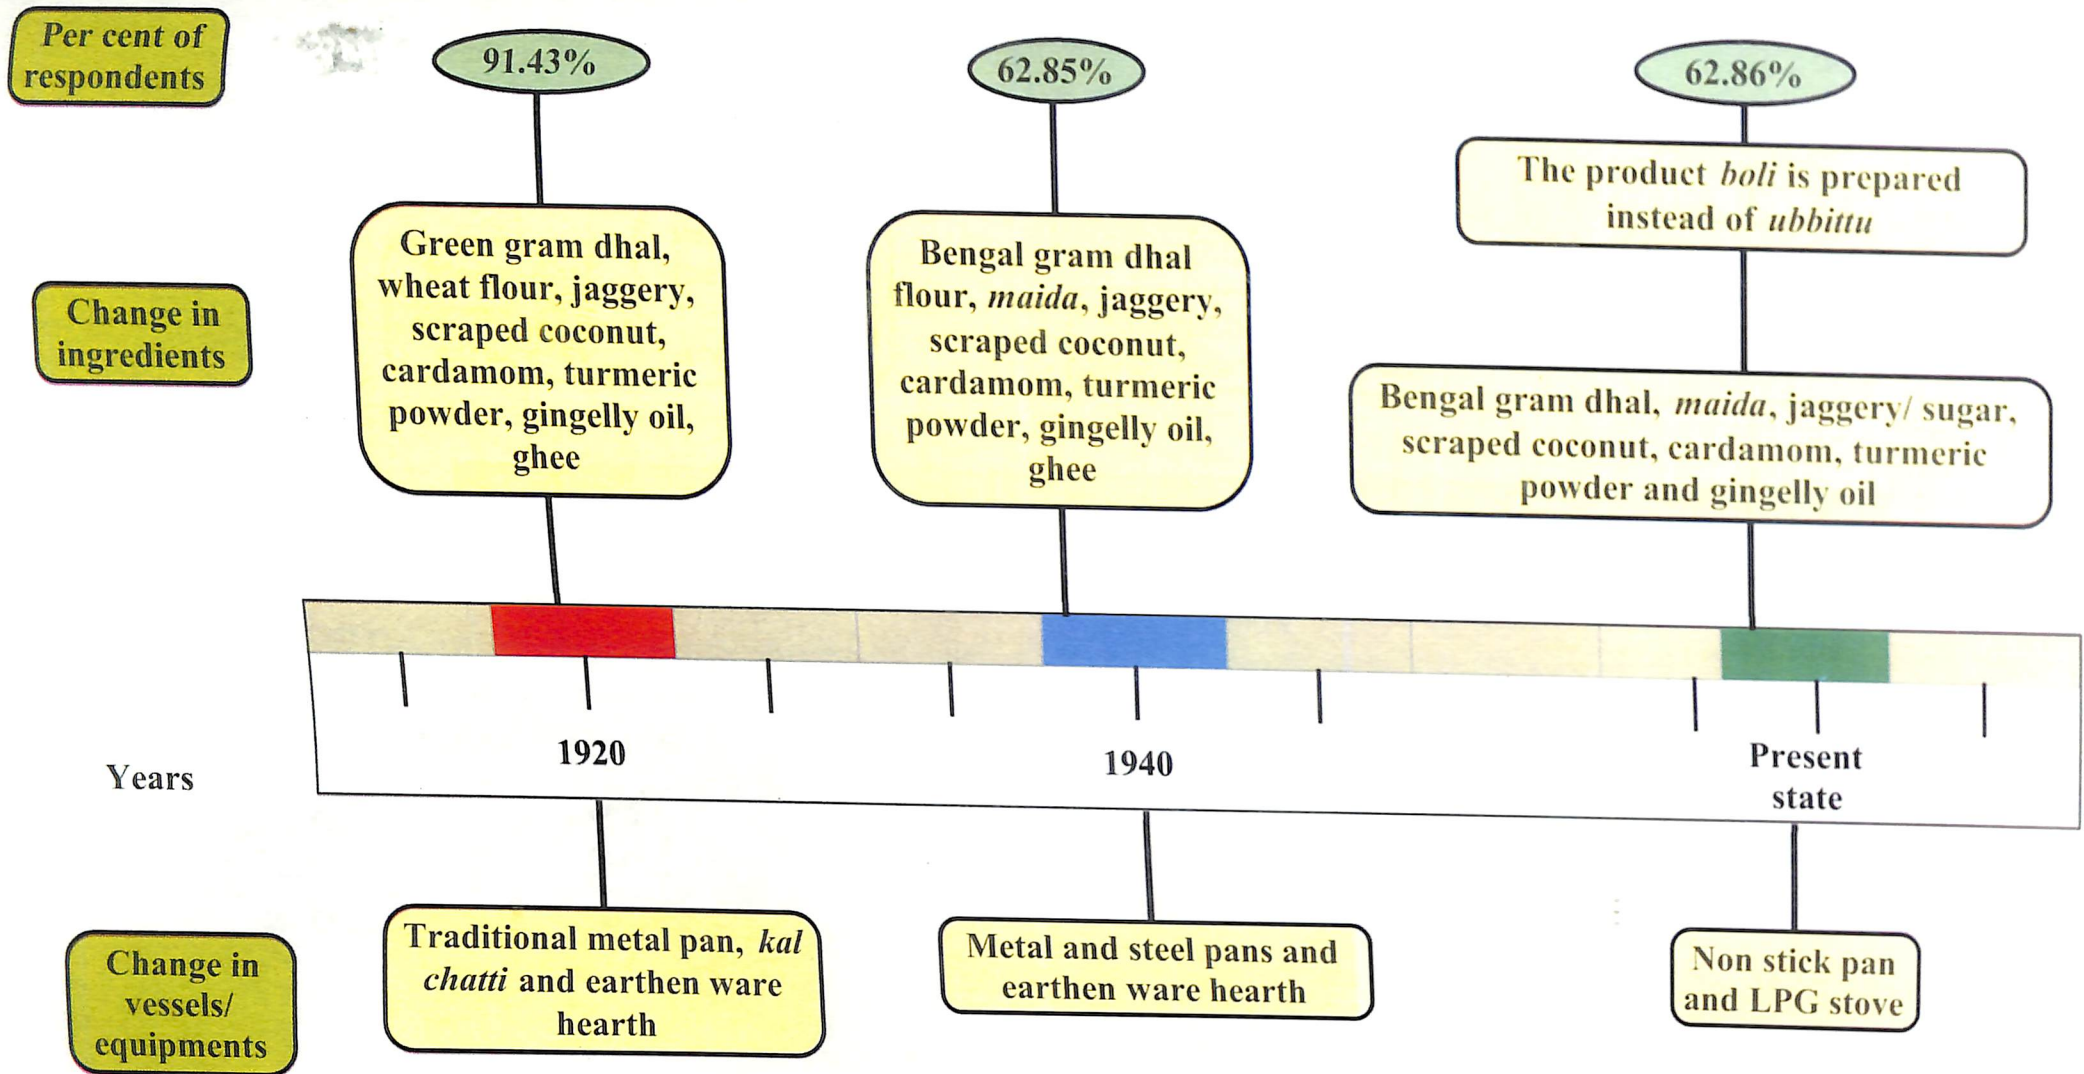 Per cent of
respondents
91.43%
62.85%
62.86%
The product boli is prepared
instead of ubbittu
Change in
ingredients
Green gram dhal,
wheat flour, jaggery,
scraped coconut,
cardamom, turmeric
powder, gingelly oil,
ghee
Bengal gram dhal
flour, maida, jaggery,
scraped coconut,
cardamom, turmeric
powder, gingelly oil,
ghee
Bengal gram dhal, maida, jaggery/ sugar,
scraped coconut, cardamom, turmeric
powder and gingelly oil
Years
1920
1940
Present
state
Change in
vessels/
equipments
Traditional metal pan, kal
chatti and earthen ware
hearth
Metal and steel pans and
earthen ware hearth
Non stick pan
and LPG stove